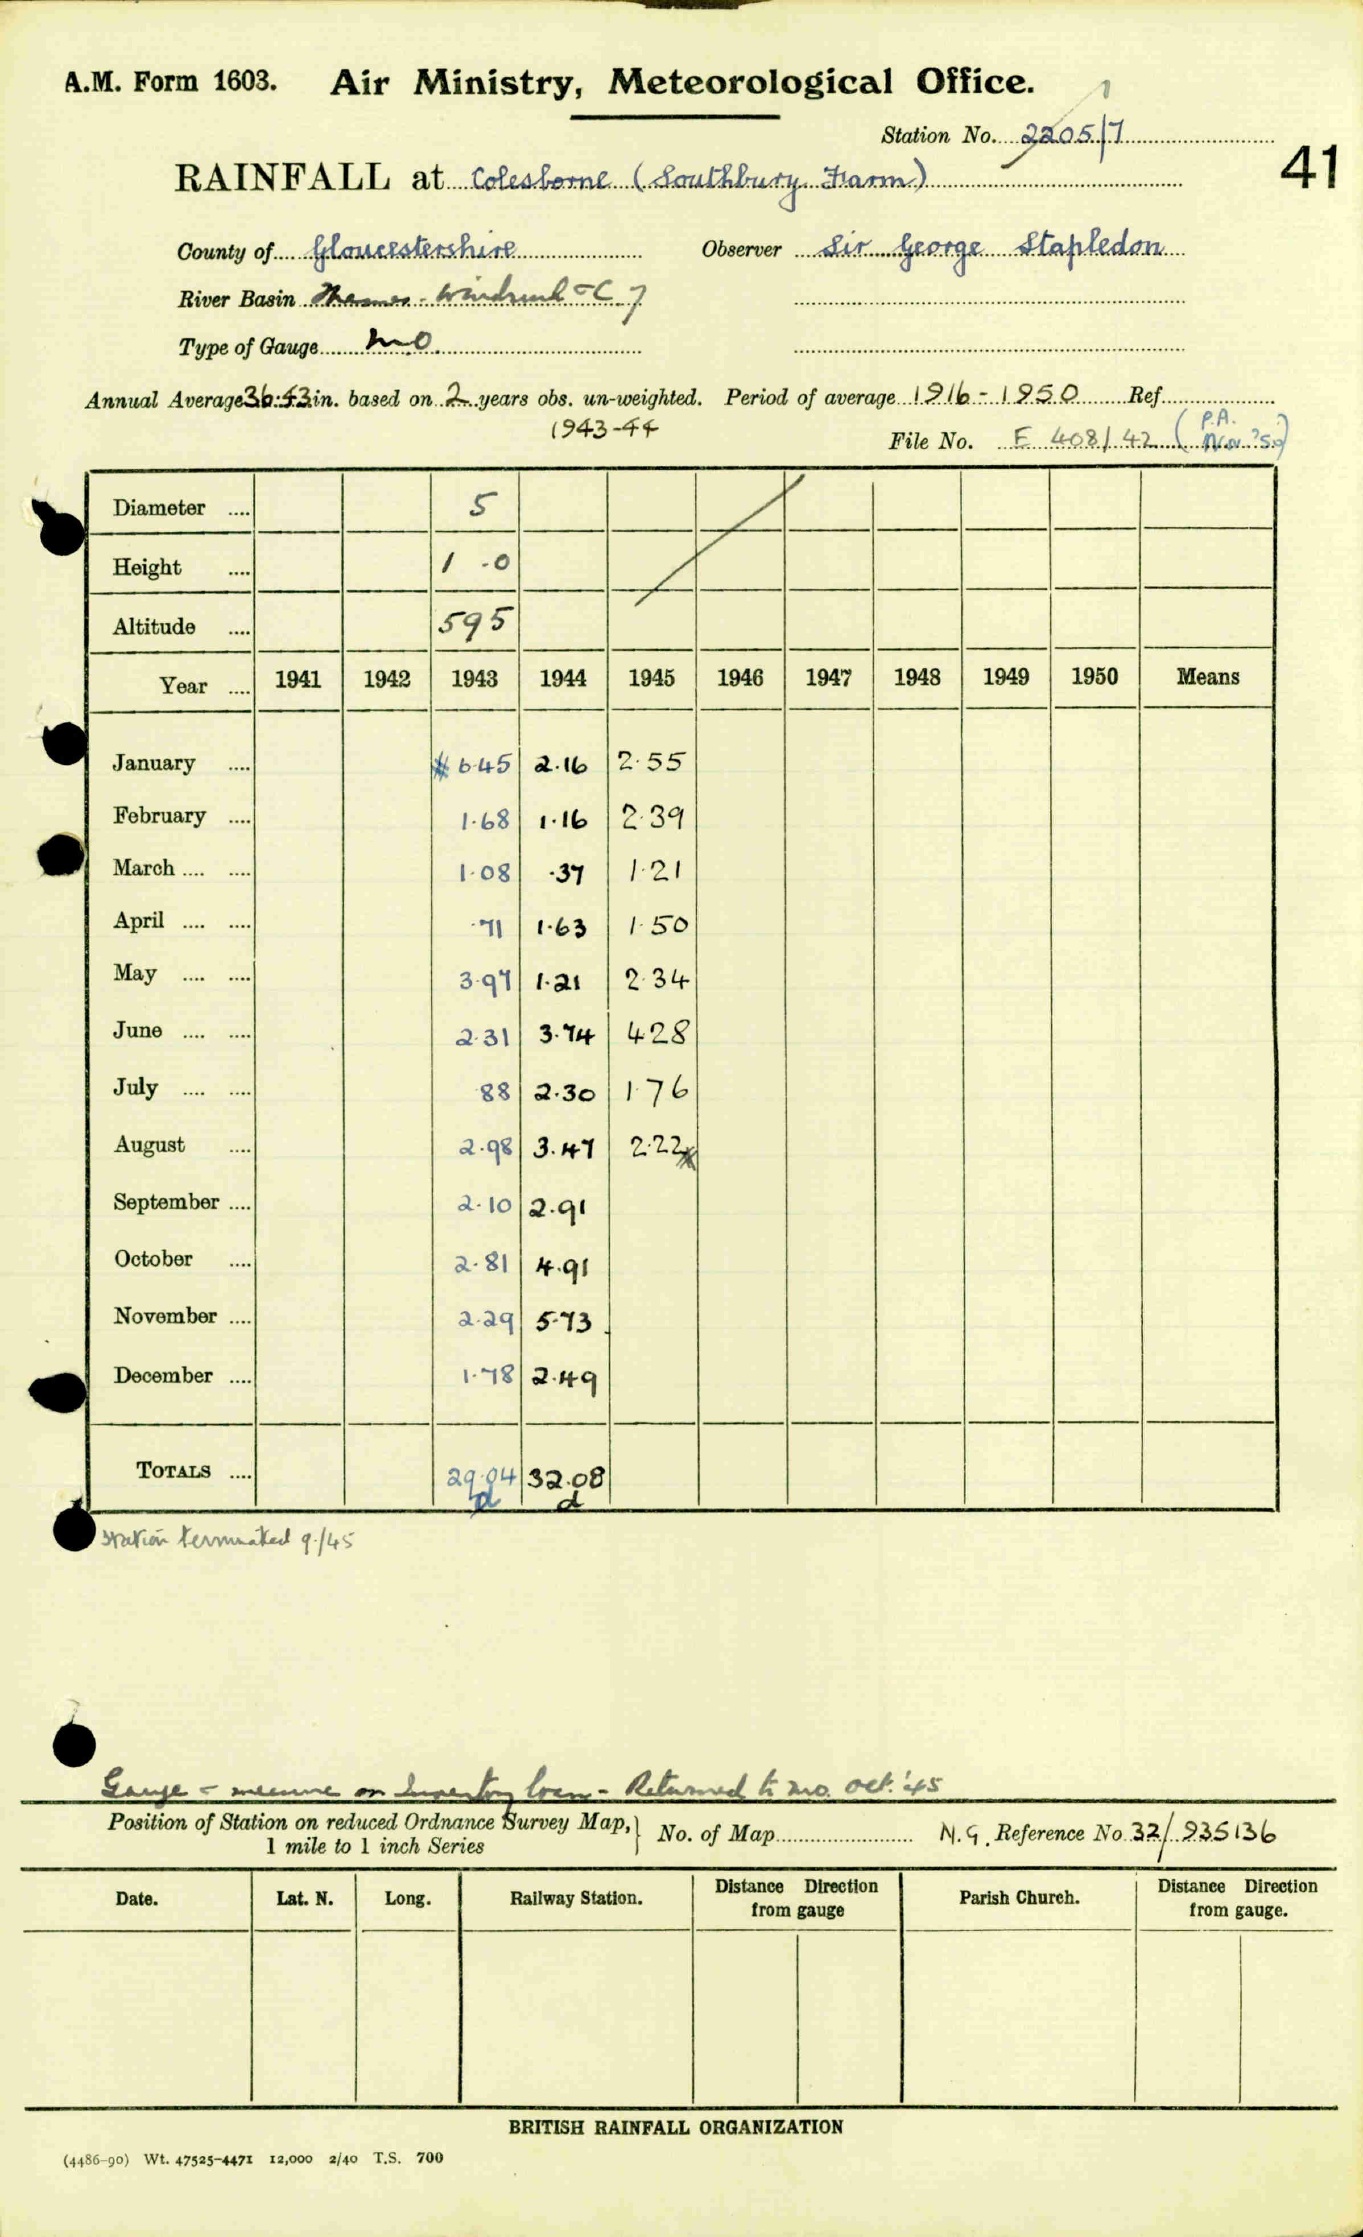 A.M. Form 1603. Air Ministry, Meteorological Office.
Station No. 2205/7
41
RAINFALL at Colesborne (Southbury Farm)
County of Gloucestershire Observer Sir George Stapledon
River Basin Thames - Windrush - C 7
Type of Gauge M.O.
Annual Average 36.43 in. based on 2 years obs. un-weighted. Period of average 1916-1950 Ref.
1943-44
File No. E 408/42 (P.A. Nov '50)
Diameter .... 5
Height .... 1 .0
Altitude .... 595
Year .... 1941 1942 1943 1944 1945 1946 1947 1948 1949 1950 Means
January .... 6.45 2.16 2.55
February .... 1.68 1.16 2.39
March .... .... 1.08 .37 1.21
April .... .... .71 1.63 1.50
May .... .... 3.97 1.21 2.34
June .... .... 2.31 3.74 4.28
July .... .... 88 2.30 1.76
August .... 2.98 3.47 2.22
September .... 2.10 2.91
October .... 2.81 4.91
November .... 2.29 5.73
December .... 1.78 2.49
TOTALS .... 29.04 32.08
d d
Station terminated 9/45
Gauge - measure on Inventory loan - Returned to M.O. Oct. '45
Position of Station on reduced Ordnance Survey Map, No. of Map N.G. Reference No. 32/935136
1 mile to 1 inch Series
Date. Lat. N. Long. Railway Station. Distance Direction from gauge Parish Church. Distance Direction from gauge.
BRITISH RAINFALL ORGANIZATION
(4486-90) Wt. 47525-4471 12,000 2/40 T.S. 700